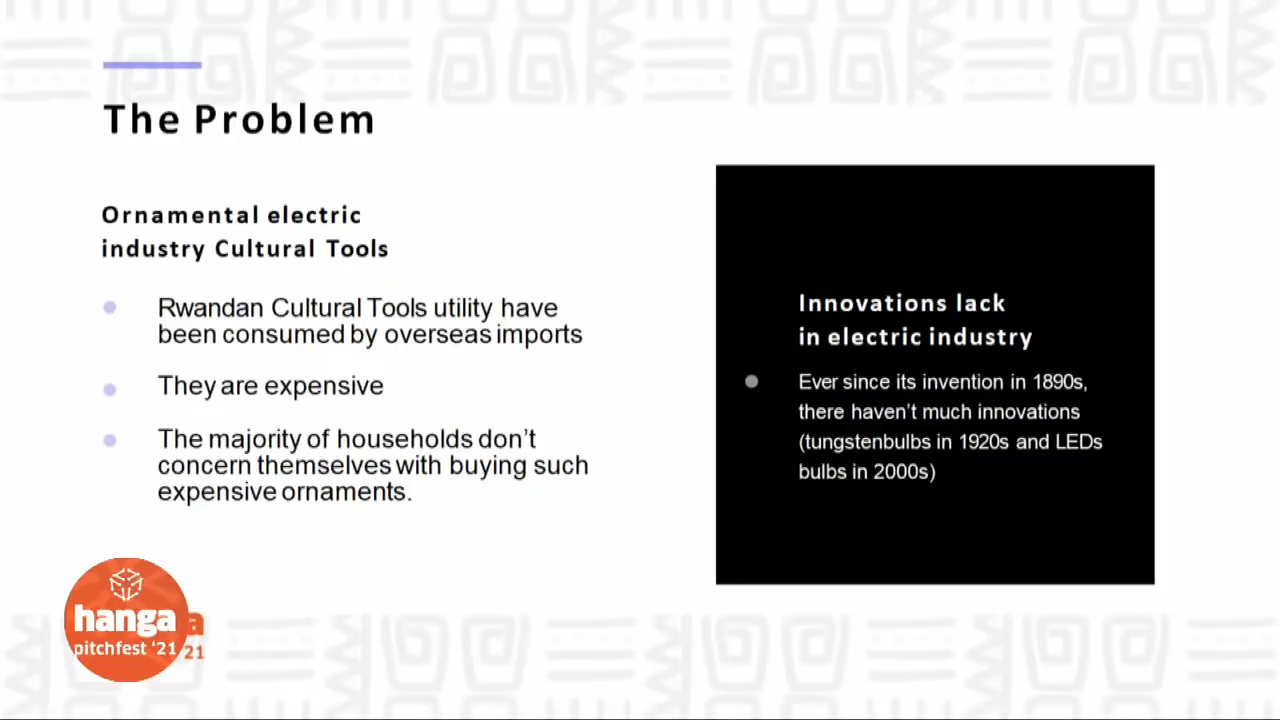 The Problem
Ornamental electric
industry Cultural Tools
Rwandan Cultural Tools utility have
been consumed by overseas imports
They are expensive
The majority of households don’t
concern themselves with buying such
expensive ornaments.
Innovations lack
in electric industry
Ever since its invention in 1890s,
there haven’t much innovations
(tungstenbulbs in 1920s and LEDs
bulbs in 2000s)
hanga
pitchfest ‘21
a
21